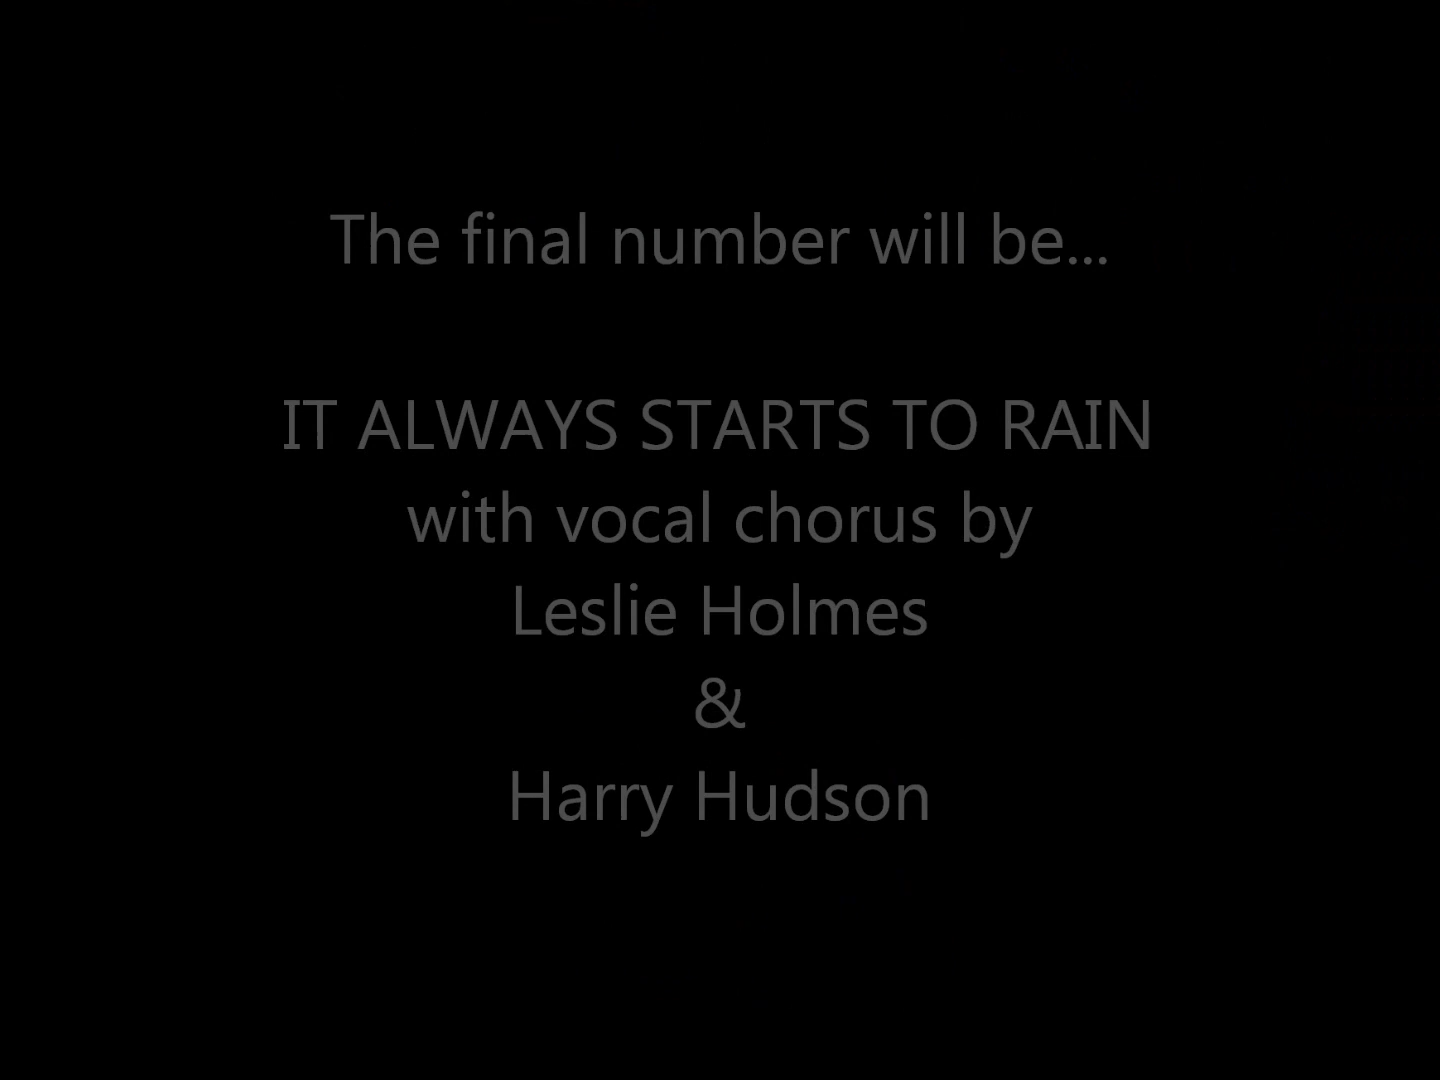 The final number will be...
IT ALWAYS STARTS TO RAIN
with vocal chorus by
Leslie Holmes
&
Harry Hudson